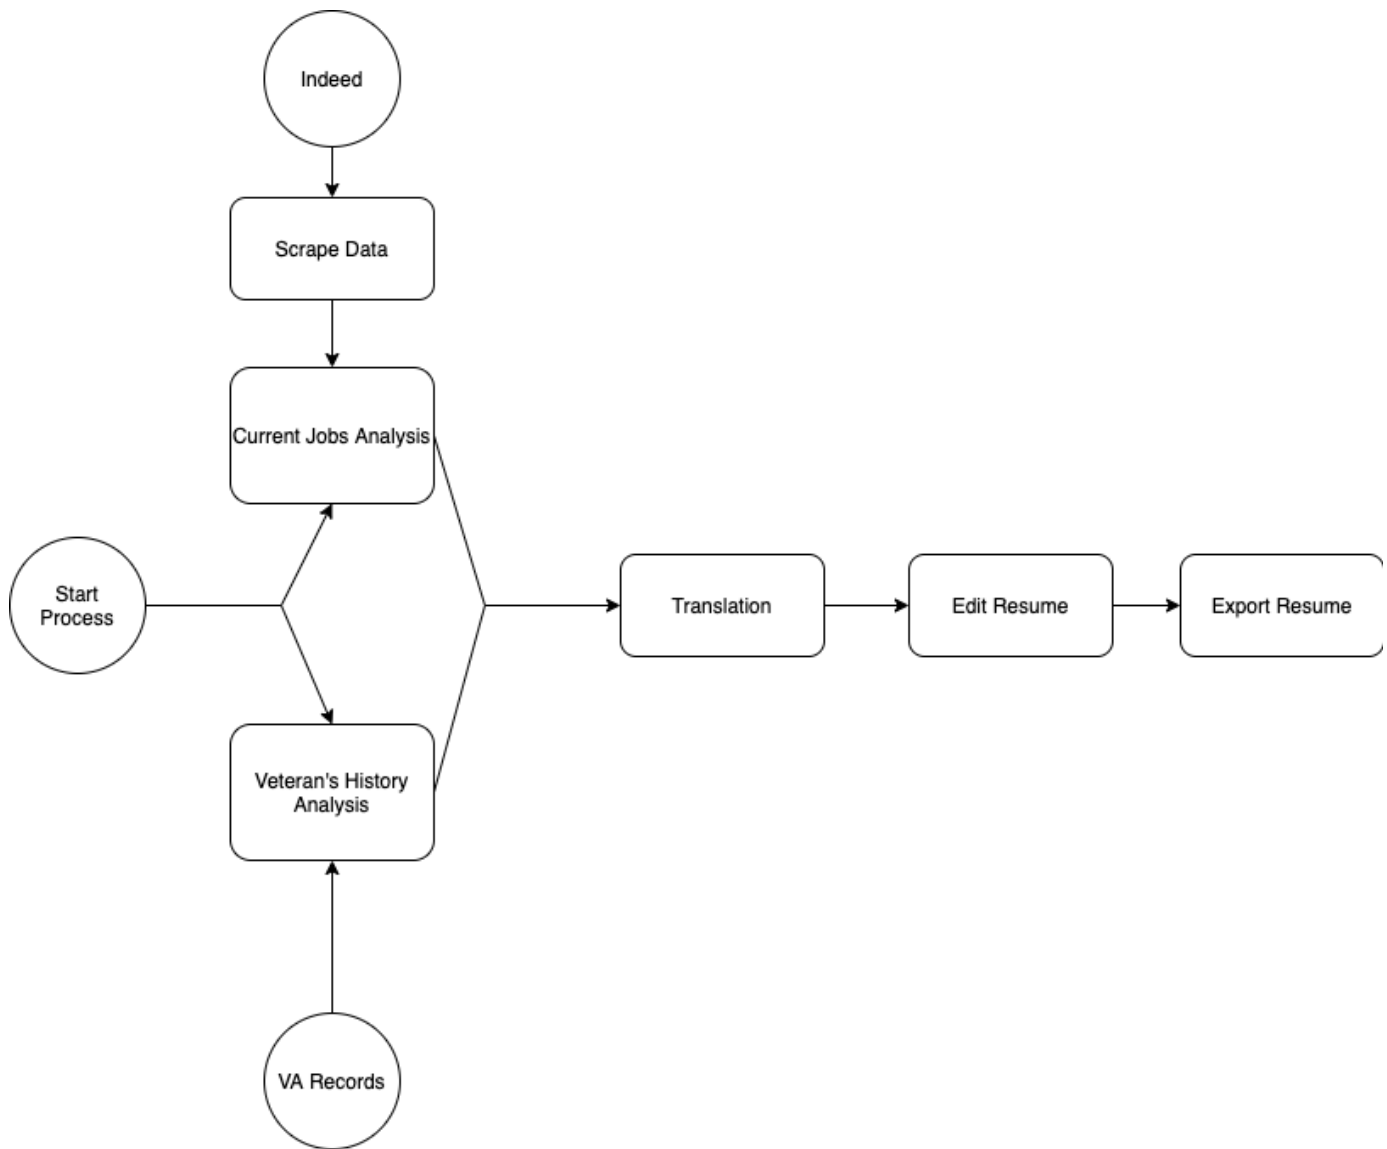 Indeed
Scrape Data
Current Jobs Analysis
Start
Process
Translation
Edit Resume
Export Resume
Veteran's History
Analysis
VA Records